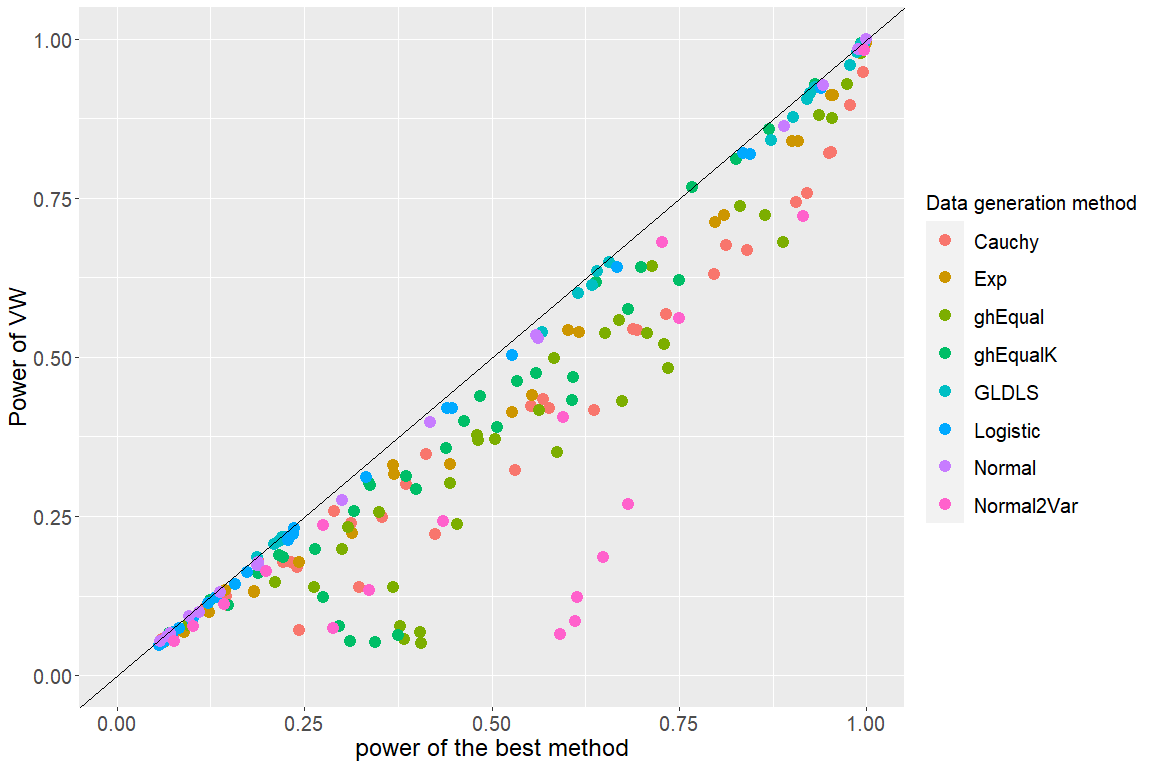 1.00
0.75
0.50
0.25
0.00
Power of VW
0.00 0.25 0.50 0.75 1.00
power of the best method
Data generation method
Cauchy
Exp
ghEqual
ghEqualK
GLDLS
Logistic
Normal
Normal2Var